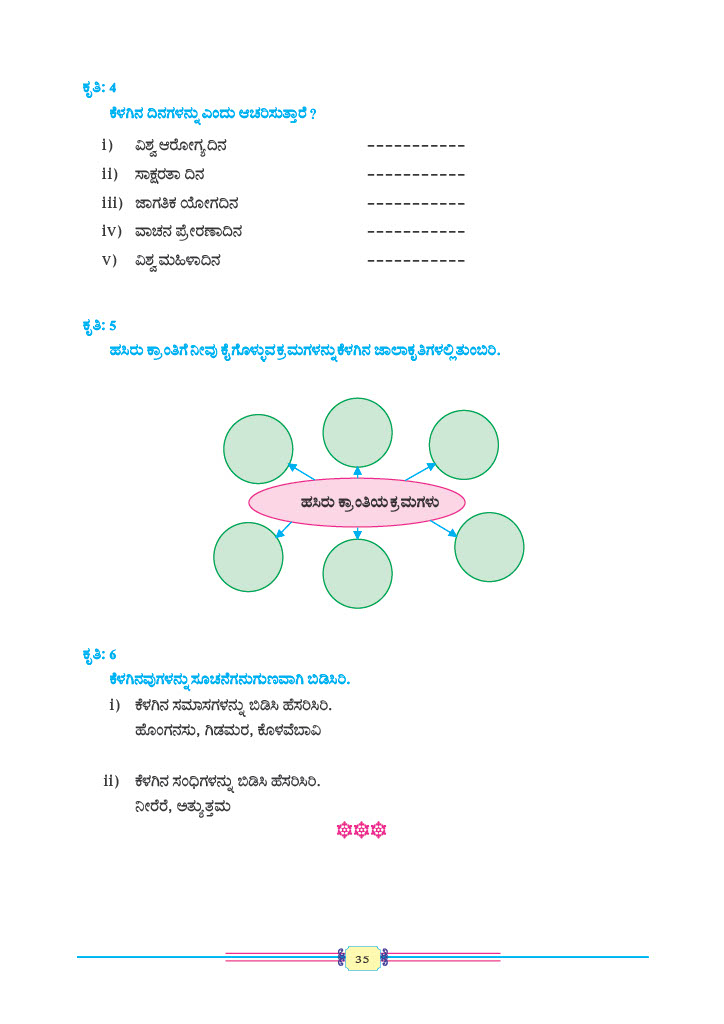 ಕೃತಿ: 4
ಕೆಳಗಿನ ದಿನಗಳನ್ನು ಎಂದು ಆಚರಿಸುತ್ತಾರೆ ?
i) ವಿಶ್ವ ಆರೋಗ್ಯ ದಿನ -----------
ii) ಸಾಕ್ಷರತಾ ದಿನ -----------
iii) ಜಾಗತಿಕ ಯೋಗದಿನ -----------
iv) ವಾಚನ ಪ್ರೇರಣಾದಿನ -----------
v) ವಿಶ್ವ ಮಹಿಳಾದಿನ -----------
ಕೃತಿ: 5
ಹಸಿರು ಕ್ರಾಂತಿಗೆ ನೀವು ಕೈಗೊಳ್ಳುವ ಕ್ರಮಗಳನ್ನು ಕೆಳಗಿನ ಜಾಲಾಕೃತಿಗಳಲ್ಲಿ ತುಂಬಿರಿ.
ಹಸಿರು ಕ್ರಾಂತಿಯ ಕ್ರಮಗಳು
ಕೃತಿ: 6
ಕೆಳಗಿನವುಗಳನ್ನು ಸೂಚನೆಗನುಗುಣವಾಗಿ ಬಿಡಿಸಿರಿ.
i) ಕೆಳಗಿನ ಸಮಾಸಗಳನ್ನು ಬಿಡಿಸಿ ಹೆಸರಿಸಿರಿ.
ಹೊಂಗನಸು, ಗಿಡಮರ, ಕೊಳವೆಬಾವಿ
ii) ಕೆಳಗಿನ ಸಂಧಿಗಳನ್ನು ಬಿಡಿಸಿ ಹೆಸರಿಸಿರಿ.
ನೀರೆರೆ, ಅತ್ಯುತ್ತಮ
35